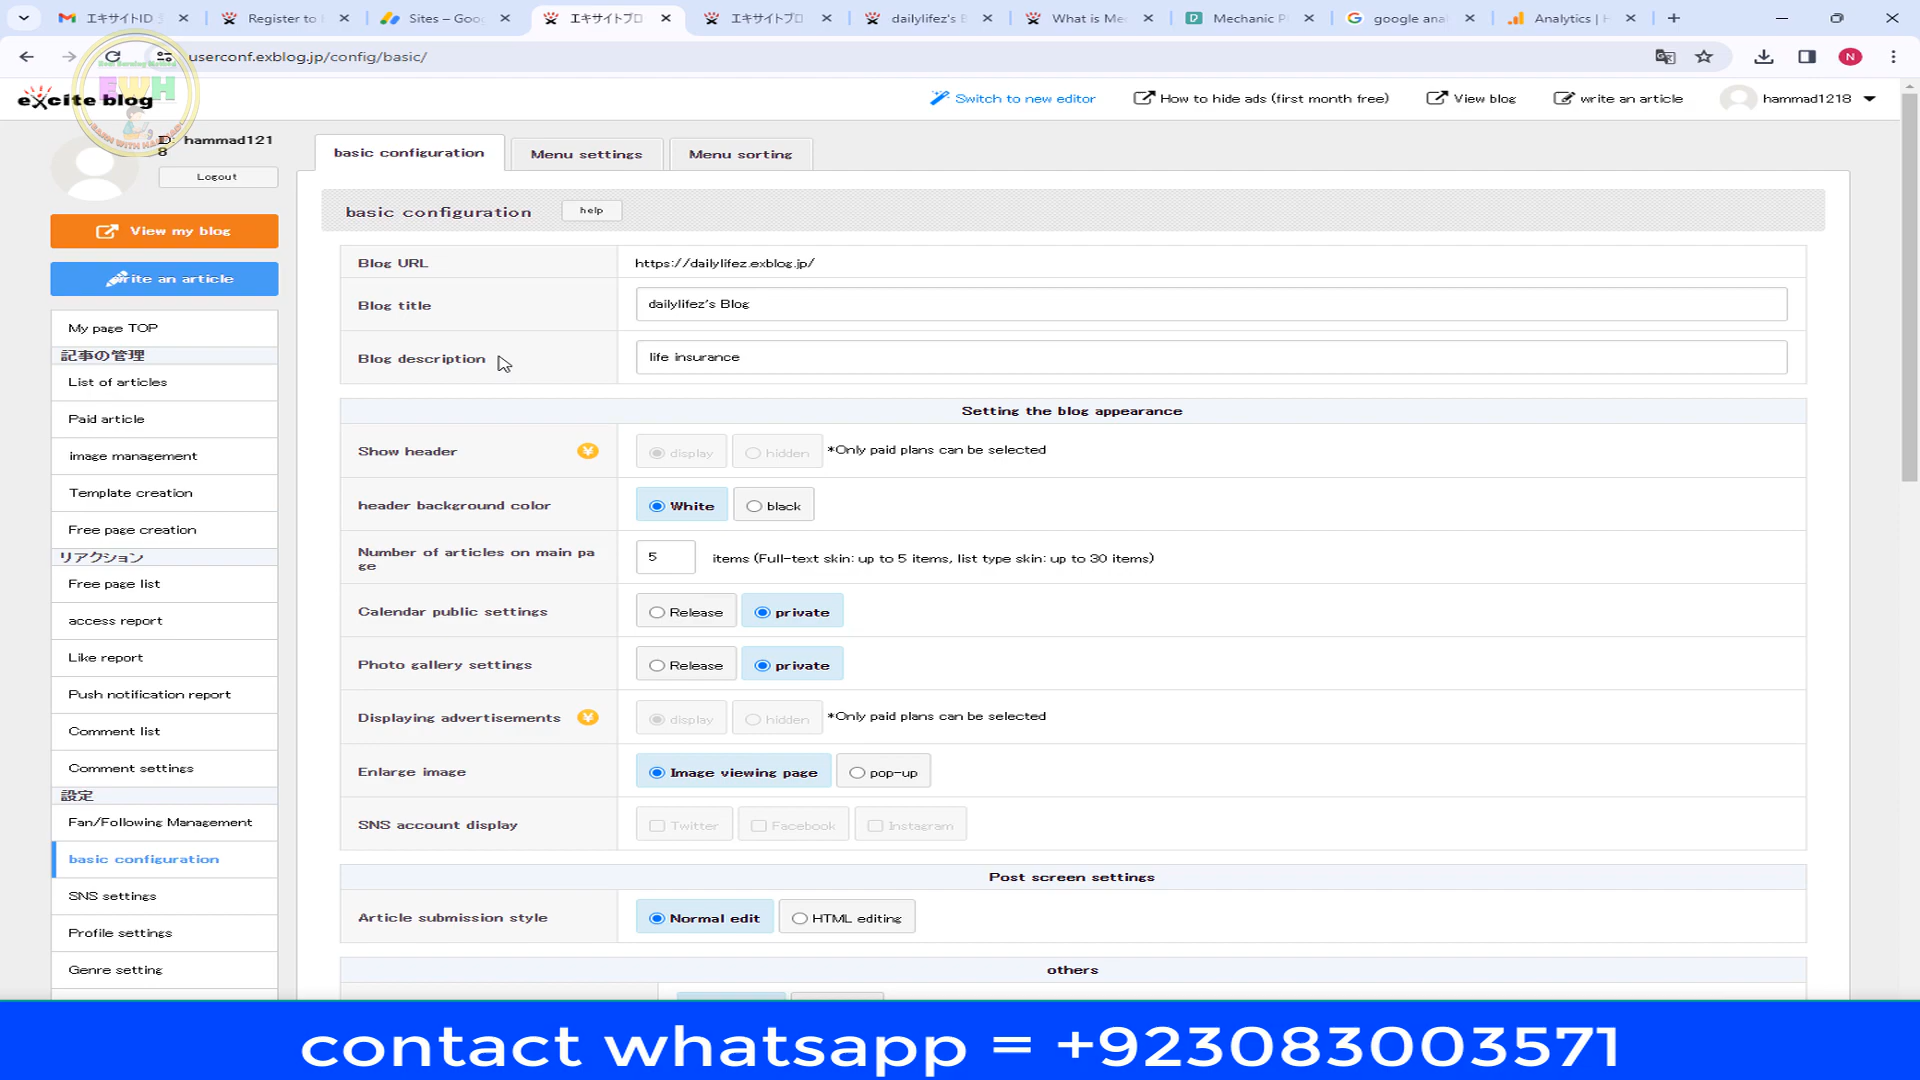 エキサイトID
Register to
Sites – Goo
エキサイトブロ
エキサイトブロ
dailylifez's B
What is Me
Mechanic P
google anal
Analytics | H
userconf.exblog.jp/config/basic/
N
excite blog
EWH
Switch to new editor
How to hide ads (first month free)
View blog
write an article
hammad1218
ID: hammad121
8
Logout
View my blog
Write an article
My page TOP
記事の管理
List of articles
Paid article
image management
Template creation
Free page creation
リアクション
Free page list
access report
Like report
Push notification report
Comment list
Comment settings
設定
Fan/Following Management
basic configuration
SNS settings
Profile settings
Genre setting
basic configuration
Menu settings
Menu sorting
basic configuration
help
Blog URL
https://dailylifez.exblog.jp/
Blog title
dailylifez's Blog
Blog description
life insurance
Setting the blog appearance
Show header
¥
display
hidden
*Only paid plans can be selected
header background color
White
black
Number of articles on main pa
ge
5
items (Full-text skin: up to 5 items, list type skin: up to 30 items)
Calendar public settings
Release
private
Photo gallery settings
Release
private
Displaying advertisements
¥
display
hidden
*Only paid plans can be selected
Enlarge image
Image viewing page
pop-up
SNS account display
Twitter
Facebook
Instagram
Post screen settings
Article submission style
Normal edit
HTML editing
others
contact whatsapp = +923083003571